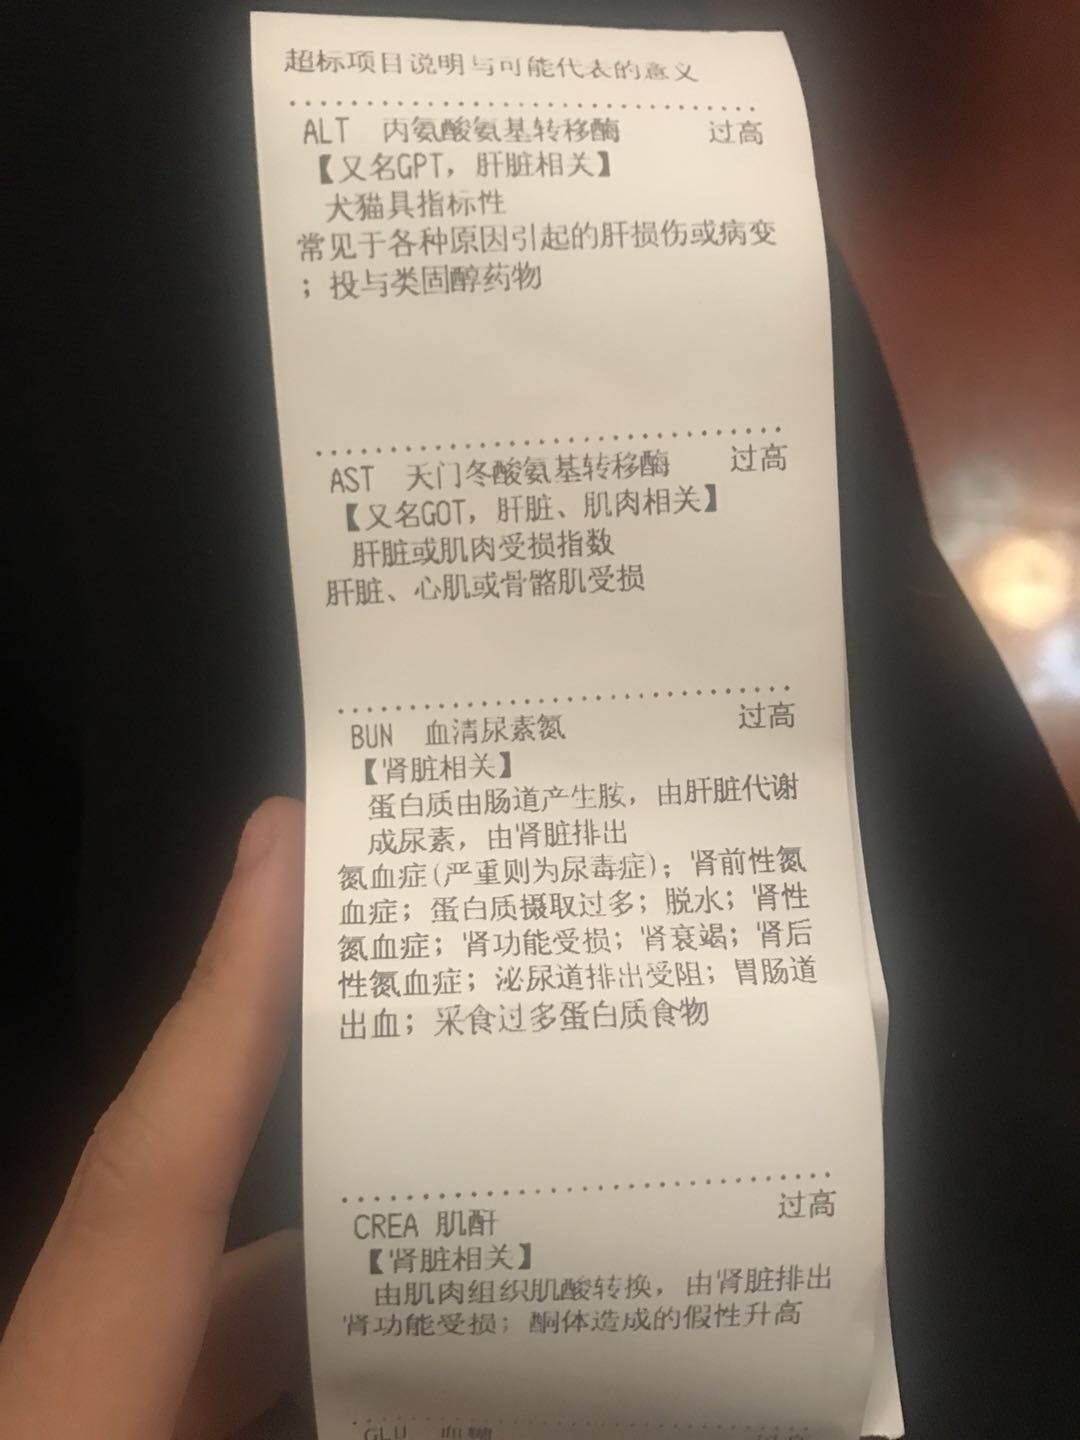 超标项目说明与可能代表的意义
ALT 丙氨酸氨基转移酶 过高
【又名GPT，肝脏相关】
犬猫具指标性
常见于各种原因引起的肝损伤或病变
；投与类固醇药物
AST 天门冬酸氨基转移酶 过高
【又名GOT，肝脏、肌肉相关】
肝脏或肌肉受损指数
肝脏、心肌或骨骼肌受损
BUN 血清尿素氮 过高
【肾脏相关】
蛋白质由肠道产生胺，由肝脏代谢
成尿素，由肾脏排出
氮血症(严重则为尿毒症)；肾前性氮
血症；蛋白质摄取过多；脱水；肾性
氮血症；肾功能受损；肾衰竭；肾后
性氮血症；泌尿道排出受阻；胃肠道
出血；采食过多蛋白质食物
CREA 肌酐 过高
【肾脏相关】
由肌肉组织肌酸转换，由肾脏排出
肾功能受损；酮体造成的假性升高
GLU 血糖 过高